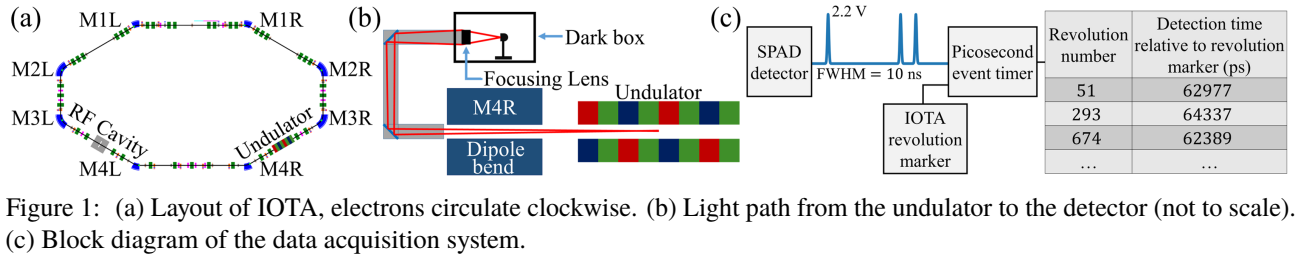 (a)
M1L
M1R
M2L
M2R
M3L
M3R
RF Cavity
Undulator
M4L
M4R
(b)
Dark box
Focusing Lens
M4R
Undulator
Dipole
bend
(c)
2.2 V
SPAD
detector
FWHM = 10 ns
Picosecond
event timer
IOTA
revolution
marker
Revolution
number
Detection time
relative to revolution
marker (ps)
51 62977
293 64337
674 62389
... ...
Figure 1: (a) Layout of IOTA, electrons circulate clockwise. (b) Light path from the undulator to the detector (not to scale).
(c) Block diagram of the data acquisition system.